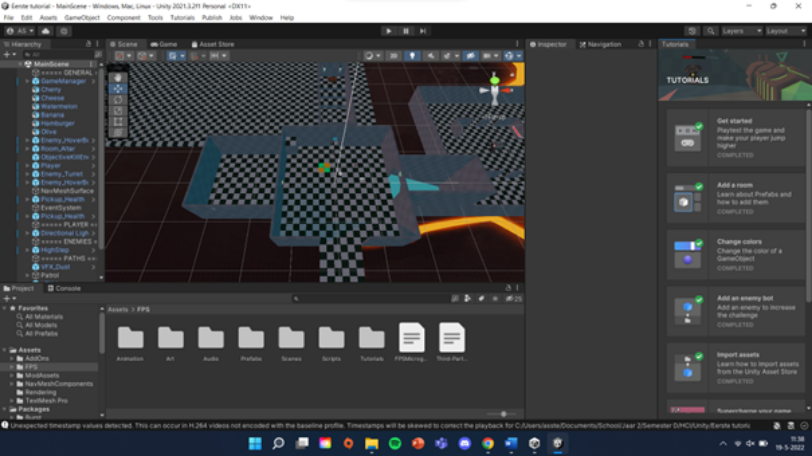 Eerste tutorial - MainScene - Windows, Mac, Linux - Unity 2021.3.2f1 Personal <DX11>
File Edit Assets GameObject Component Tools Tutorials Publish Jobs Window Help
AS
Layers
Layout
Hierarchy
Scene
Game
Asset Store
Inspector
Navigation
Tutorials
All
MainScene
===== GENERAL
GameManager
Cherry
Cheese
Watermelon
Banana
Hamburger
Olive
Enemy_HoverB
Room_Altar
ObjectiveKillEn
Player
Enemy_Turret
Enemy_HoverB
NavMeshSurface
Pickup_Health
EventSystem
Pickup_Health
===== PLAYER
Directional Ligh
===== ENEMIES =
HighStep
===== PATHS ==
VFX_Dust
Patrol
Persp
TUTORIALS
Get started
Playtest the game and
make your player jump
higher
COMPLETED
Add a room
Learn about Prefabs and
how to add them
COMPLETED
Change colors
Change the color of a
GameObject
COMPLETED
Add an enemy bot
Add an enemy to increase
the challenge
COMPLETED
Import assets
Learn how to import assets
from the Unity Asset Store
COMPLETED
Supercharge your game
Project
Console
25
Favorites
All Materials
All Models
All Prefabs
Assets
AddOns
FPS
ModAssets
NavMeshComponents
Rendering
TextMesh Pro
Packages
Burst
Assets > FPS
Animation
Art
Audio
Prefabs
Scenes
Scripts
Tutorials
FPSMicrog...
Third-Part...
Unexpected timestamp values detected. This can occur in H.264 videos not encoded with the baseline profile. Timestamps will be skewed to correct the playback for C:/Users/asste/Documents/School/Jaar 2/Semester D/HCI/Unity/Eerste tutoria
11:38
19-5-2022